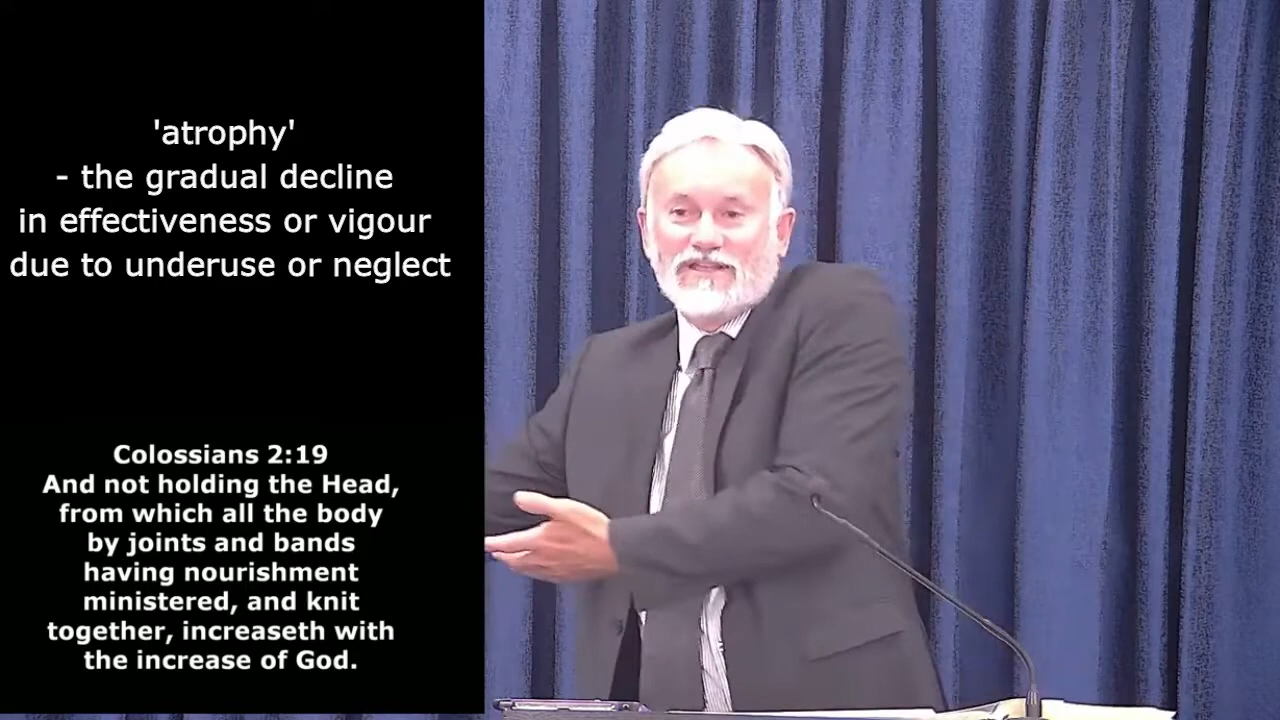 'atrophy'
- the gradual decline
in effectiveness or vigour
due to underuse or neglect
Colossians 2:19
And not holding the Head,
from which all the body
by joints and bands
having nourishment
ministered, and knit
together, increaseth with
the increase of God.